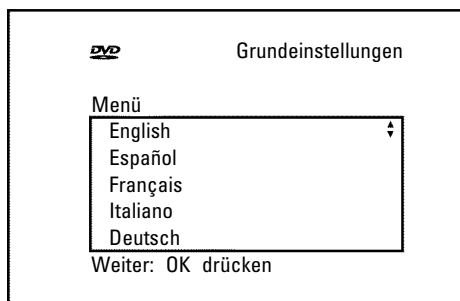 DVD Grundeinstellungen
Menü
English
Español
Français
Italiano
Deutsch
Weiter: OK drücken